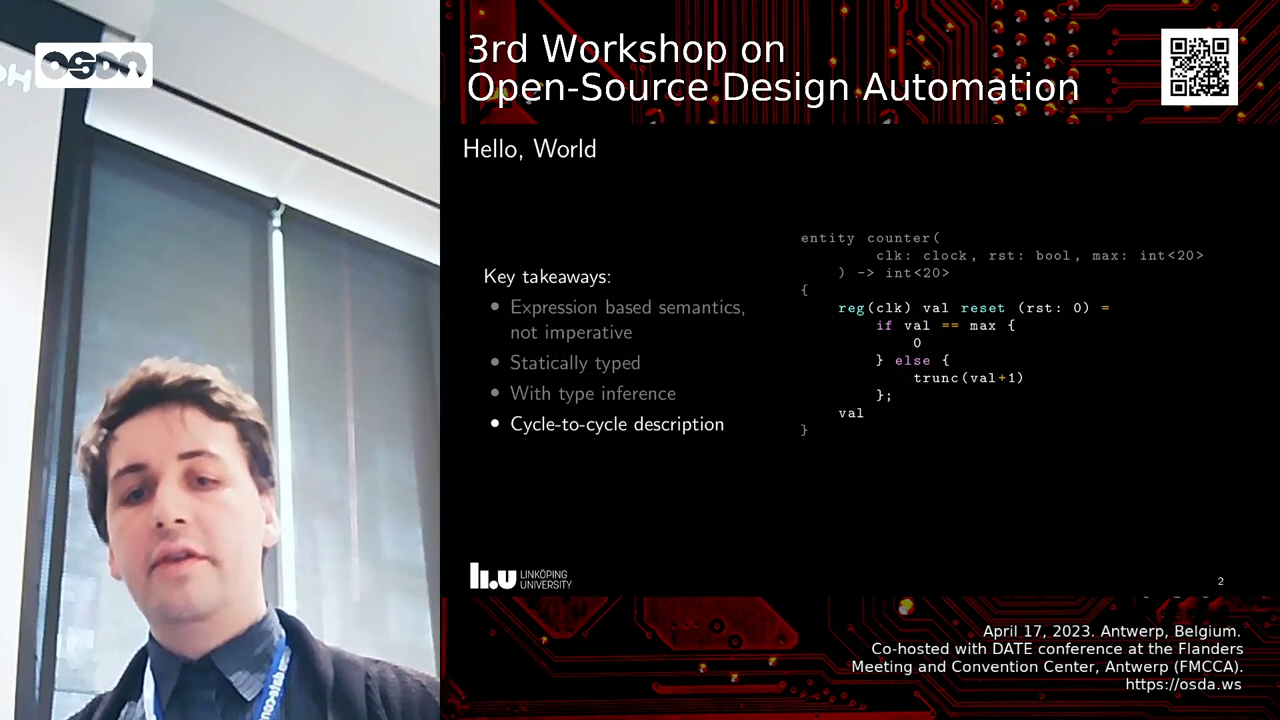 OSDA
3rd Workshop on
Open-Source Design Automation
Hello, World
Key takeaways:
• Expression based semantics,
not imperative
• Statically typed
• With type inference
• Cycle-to-cycle description
entity counter(
clk: clock, rst: bool, max: int<20>
) -> int<20>
{
reg(clk) val reset (rst: 0) =
if val == max {
0
} else {
trunc(val+1)
};
val
}
li.u LINKÖPING
UNIVERSITY
2
April 17, 2023. Antwerp, Belgium.
Co-hosted with DATE conference at the Flanders
Meeting and Convention Center, Antwerp (FMCCA).
https://osda.ws